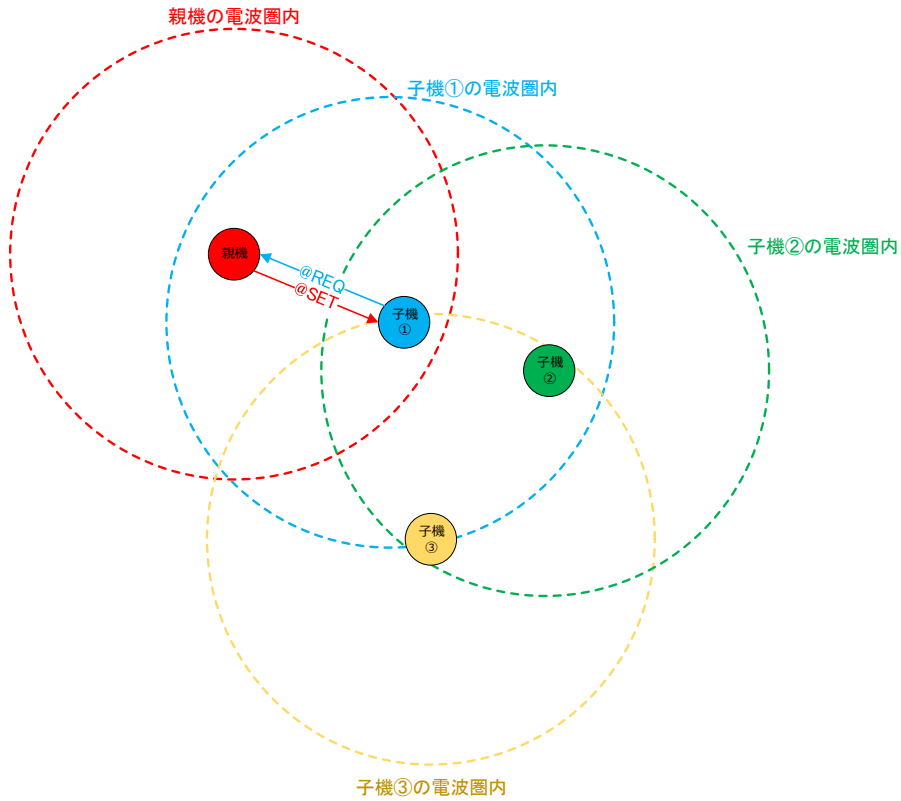 親機の電波圏内
子機①の電波圏内
子機②の電波圏内
親機
@REQ
@SET
子機
①
子機
②
子機
③
子機③の電波圏内